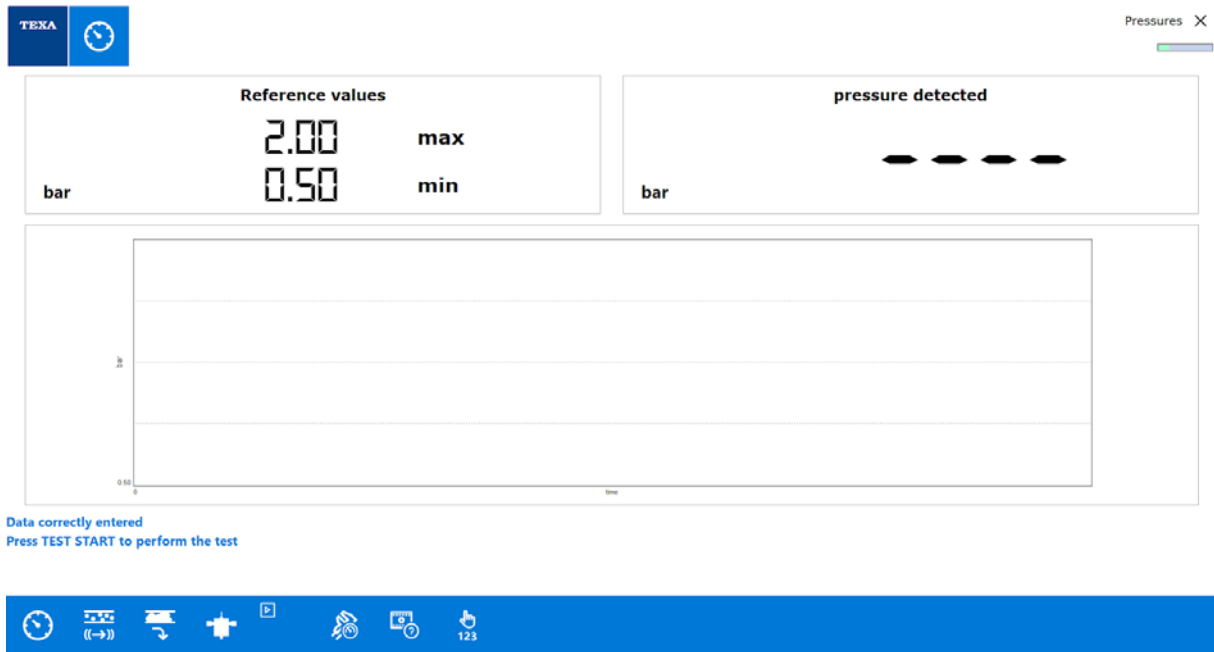 TEXA
Pressures
Reference values
2.00 max
0.50 min
bar
pressure detected
----
bar
bar
0.50
0
time
Data correctly entered
Press TEST START to perform the test
((→))
?
123